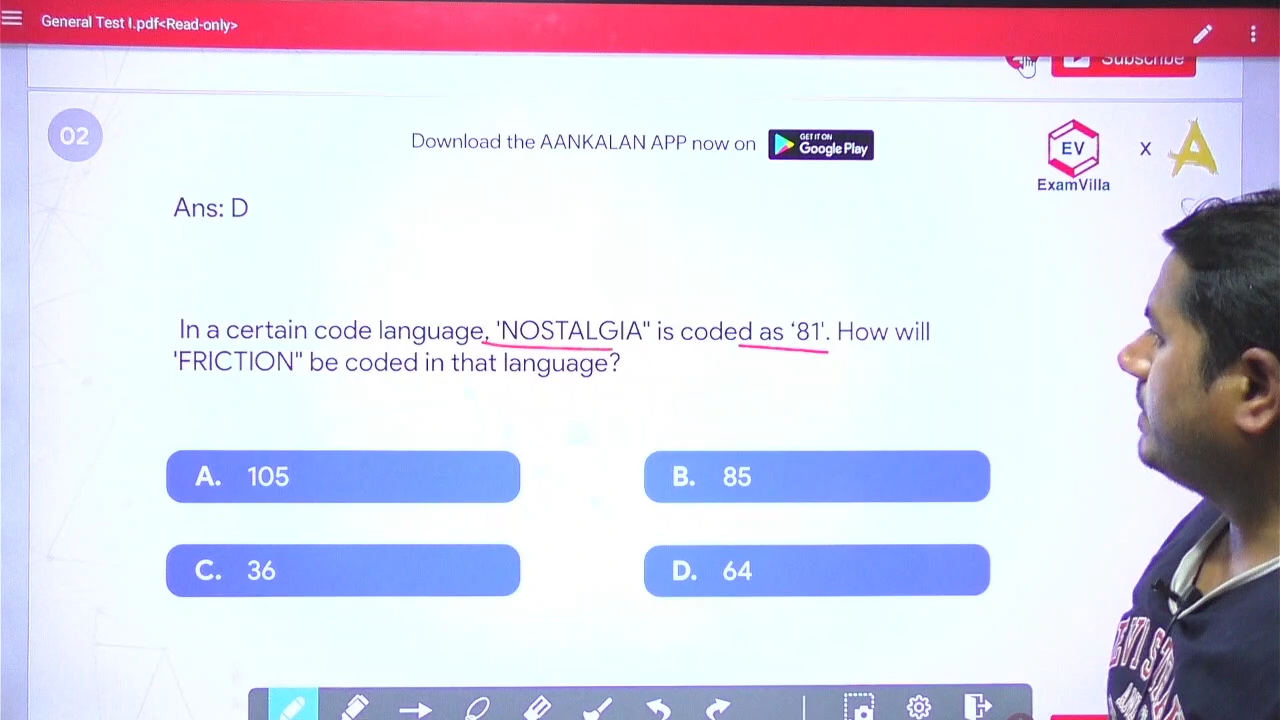 General Test I.pdf<Read-only>
Subscribe
02
Download the AANKALAN APP now on
GET IT ON
Google Play
EV
x
A
ExamVilla
Ans: D
In a certain code language, 'NOSTALGIA" is coded as ‘81'. How will
'FRICTION" be coded in that language?
A. 105
B. 85
C. 36
D. 64